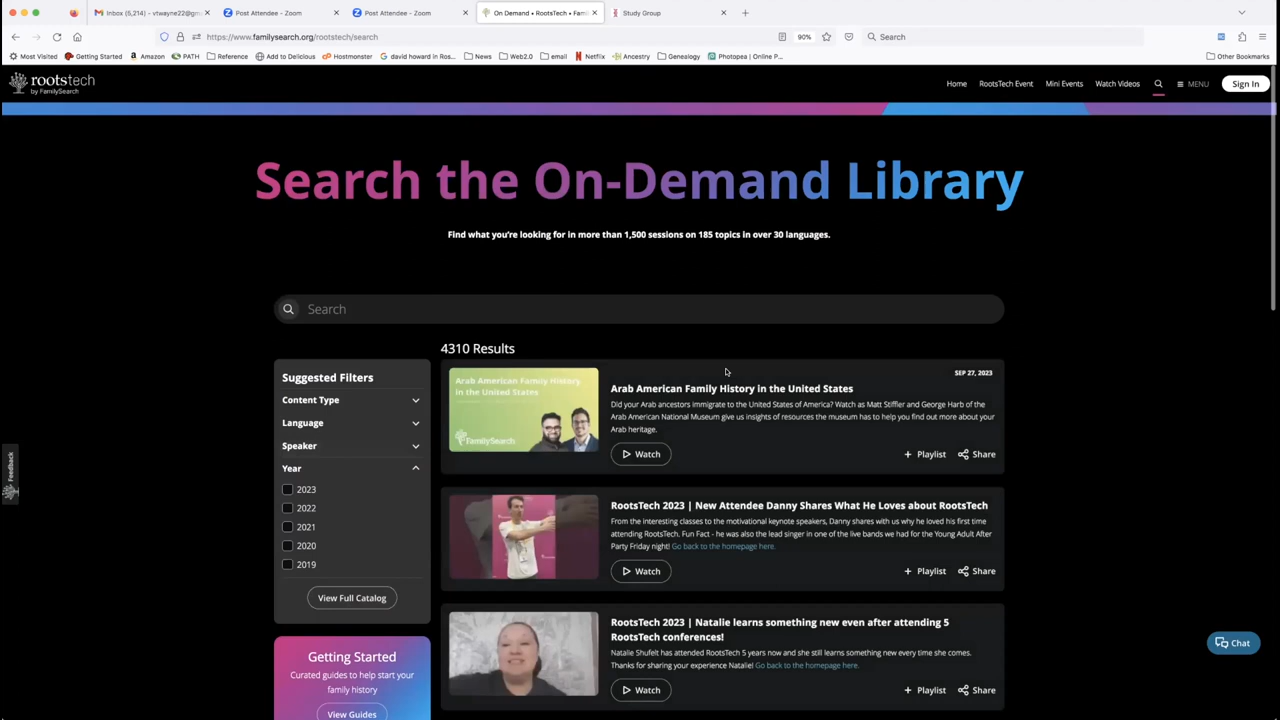 Inbox (5,214) – vtwayne22@gm
Post Attendee - Zoom
Post Attendee - Zoom
On Demand • RootsTech • Fami
Study Group
https://www.familysearch.org/rootstech/search
90%
Search
Most Visited
Getting Started
Amazon
PATH
Reference
Add to Delicious
Hostmonster
david howard in Ros...
News
Web2.0
email
Netflix
Ancestry
Genealogy
Photopea | Online P...
Other Bookmarks
rootstech
by FamilySearch
Home
RootsTech Event
Mini Events
Watch Videos
MENU
Sign In
Search the On-Demand Library
Find what you're looking for in more than 1,500 sessions on 185 topics in over 30 languages.
Search
4310 Results
Suggested Filters
Content Type
Language
Speaker
Year
2023
2022
2021
2020
2019
View Full Catalog
Getting Started
Curated guides to help start your
family history
View Guides
Arab American Family History
in the United States
FamilySearch
SEP 27, 2023
Arab American Family History in the United States
Did your Arab ancestors immigrate to the United States of America? Watch as Matt Stiffler and George Harb of the
Arab American National Museum give us insights of resources the museum has to help you find out more about your
Arab heritage.
Watch
+ Playlist
Share
RootsTech 2023 | New Attendee Danny Shares What He Loves about RootsTech
From the interesting classes to the motivational keynote speakers, Danny shares with us why he loved his first time
attending RootsTech. Fun Fact - he was also the lead singer in one of the live bands we had for the Young Adult After
Party Friday night! Go back to the homepage here.
Watch
+ Playlist
Share
RootsTech 2023 | Natalie learns something new even after attending 5
RootsTech conferences!
Natalie Shufelt has attended RootsTech 5 years now and she still learns something new every time she comes.
Thanks for sharing your experience Natalie! Go back to the homepage here.
Watch
+ Playlist
Share
Feedback
Chat